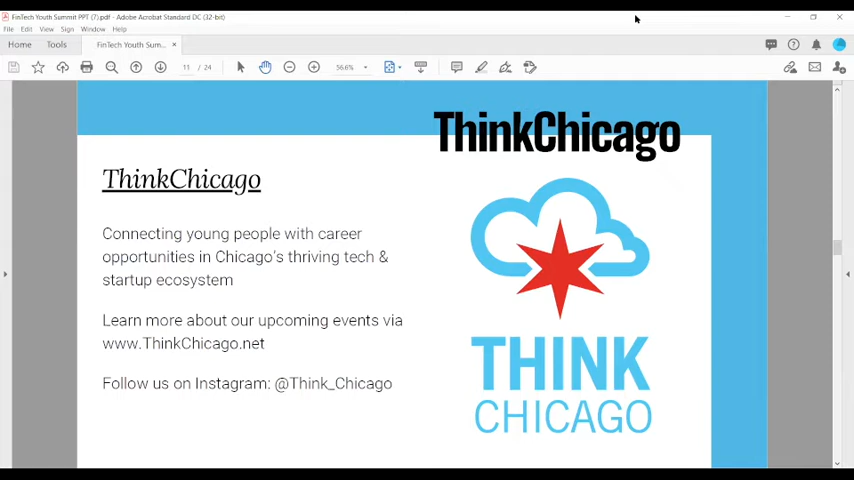 FinTech Youth Summit PPT (7).pdf - Adobe Acrobat Standard DC (32-bit)
File Edit View Sign Window Help
Home Tools FinTech Youth Sum... ×
11 / 24 56.6%
ThinkChicago
ThinkChicago
Connecting young people with career
opportunities in Chicago's thriving tech &
startup ecosystem
Learn more about our upcoming events via
www.ThinkChicago.net
Follow us on Instagram: @Think_Chicago
THINK
CHICAGO